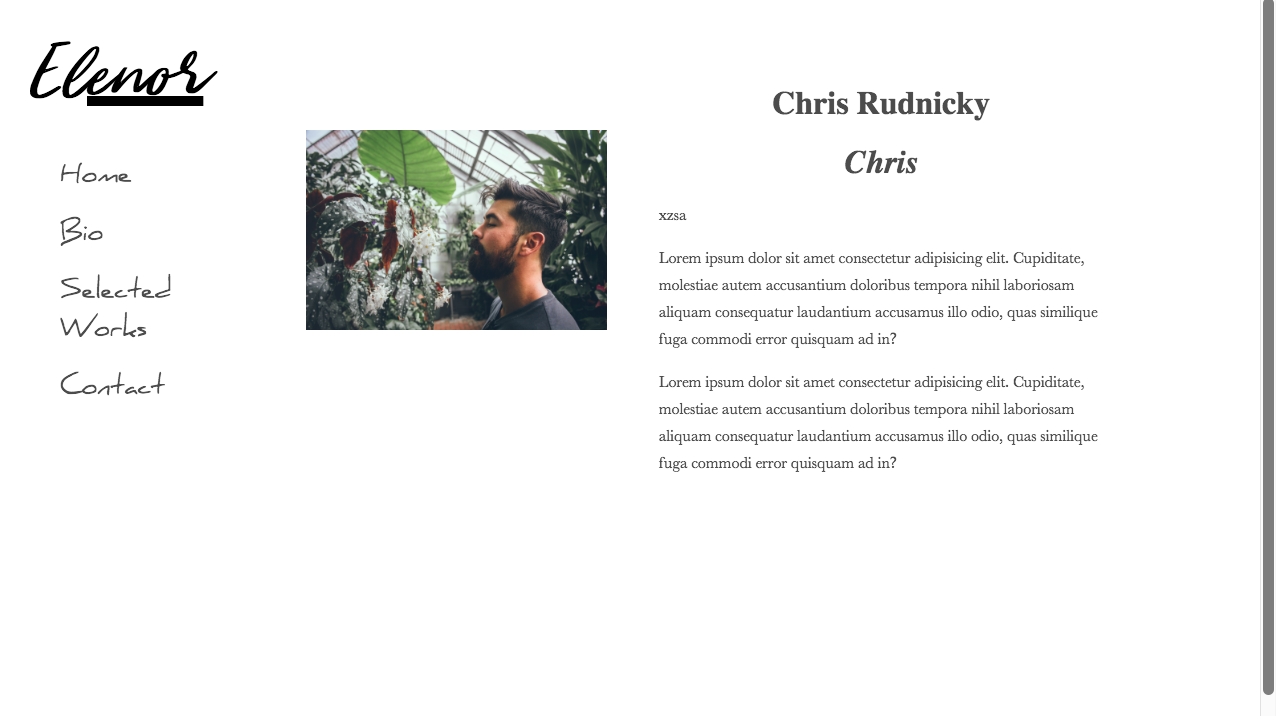 Elenor
Home
Bio
Selected
Works
Contact
Chris Rudnicky
Chris
xzsa
Lorem ipsum dolor sit amet consectetur adipisicing elit. Cupiditate,
molestiae autem accusantium doloribus tempora nihil laboriosam
aliquam consequatur laudantium accusamus illo odio, quas similique
fuga commodi error quisquam ad in?
Lorem ipsum dolor sit amet consectetur adipisicing elit. Cupiditate,
molestiae autem accusantium doloribus tempora nihil laboriosam
aliquam consequatur laudantium accusamus illo odio, quas similique
fuga commodi error quisquam ad in?